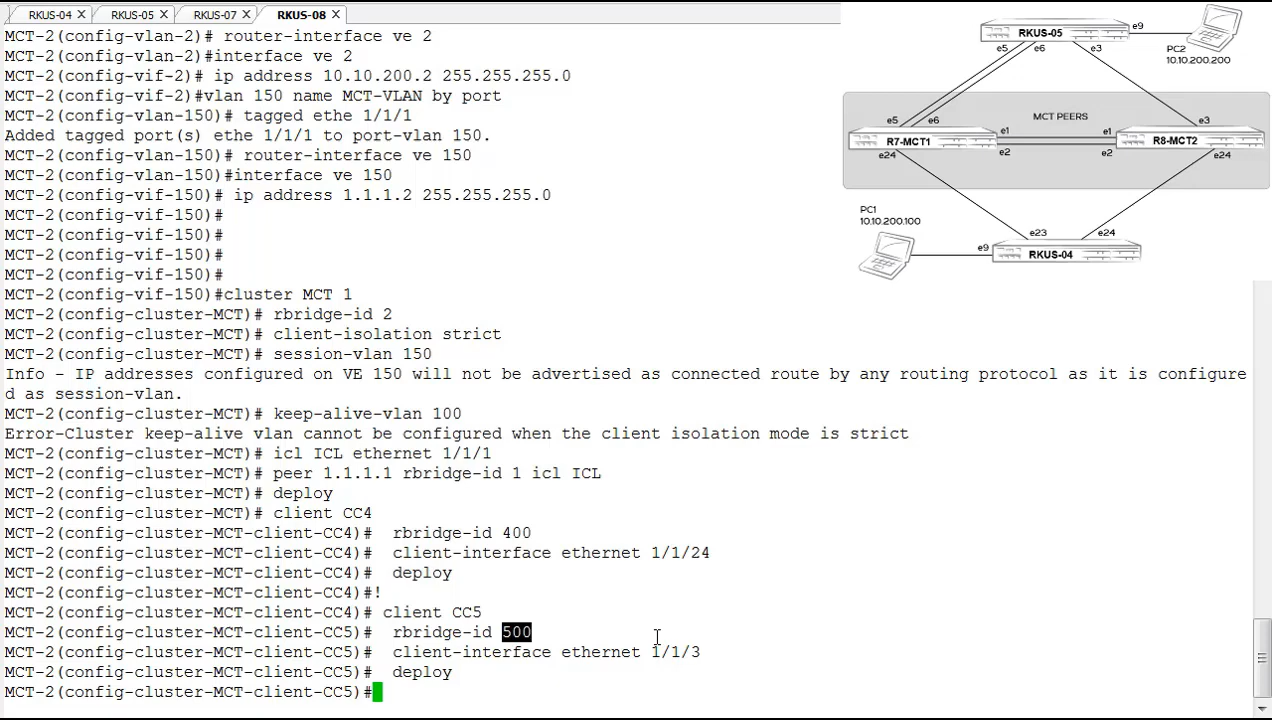 RKUS-04 X RKUS-05 X RKUS-07 X RKUS-08 X
MCT-2(config-vlan-2)# router-interface ve 2
MCT-2(config-vlan-2)#interface ve 2
MCT-2(config-vif-2)# ip address 10.10.200.2 255.255.255.0
MCT-2(config-vif-2)#vlan 150 name MCT-VLAN by port
MCT-2(config-vlan-150)# tagged ethe 1/1/1
Added tagged port(s) ethe 1/1/1 to port-vlan 150.
MCT-2(config-vlan-150)# router-interface ve 150
MCT-2(config-vlan-150)#interface ve 150
MCT-2(config-vif-150)# ip address 1.1.1.2 255.255.255.0
MCT-2(config-vif-150)#
MCT-2(config-vif-150)#
MCT-2(config-vif-150)#
MCT-2(config-vif-150)#
MCT-2(config-vif-150)#cluster MCT 1
MCT-2(config-cluster-MCT)# rbridge-id 2
MCT-2(config-cluster-MCT)# client-isolation strict
MCT-2(config-cluster-MCT)# session-vlan 150
Info - IP addresses configured on VE 150 will not be advertised as connected route by any routing protocol as it is configure
d as session-vlan.
MCT-2(config-cluster-MCT)# keep-alive-vlan 100
Error-Cluster keep-alive vlan cannot be configured when the client isolation mode is strict
MCT-2(config-cluster-MCT)# icl ICL ethernet 1/1/1
MCT-2(config-cluster-MCT)# peer 1.1.1.1 rbridge-id 1 icl ICL
MCT-2(config-cluster-MCT)# deploy
MCT-2(config-cluster-MCT)# client CC4
MCT-2(config-cluster-MCT-client-CC4)#  rbridge-id 400
MCT-2(config-cluster-MCT-client-CC4)#  client-interface ethernet 1/1/24
MCT-2(config-cluster-MCT-client-CC4)#  deploy
MCT-2(config-cluster-MCT-client-CC4)#!
MCT-2(config-cluster-MCT-client-CC4)# client CC5
MCT-2(config-cluster-MCT-client-CC5)#  rbridge-id 500
MCT-2(config-cluster-MCT-client-CC5)#  client-interface ethernet 1/1/3
MCT-2(config-cluster-MCT-client-CC5)#  deploy
MCT-2(config-cluster-MCT-client-CC5)#
RKUS-05
e9
e5 e6 e3
PC2
10.10.200.200
MCT PEERS
e5 e6 e3
R7-MCT1
e1 e1
R8-MCT2
e24 e2 e2 e24
PC1
10.10.200.100
e23 e24
e9
RKUS-04